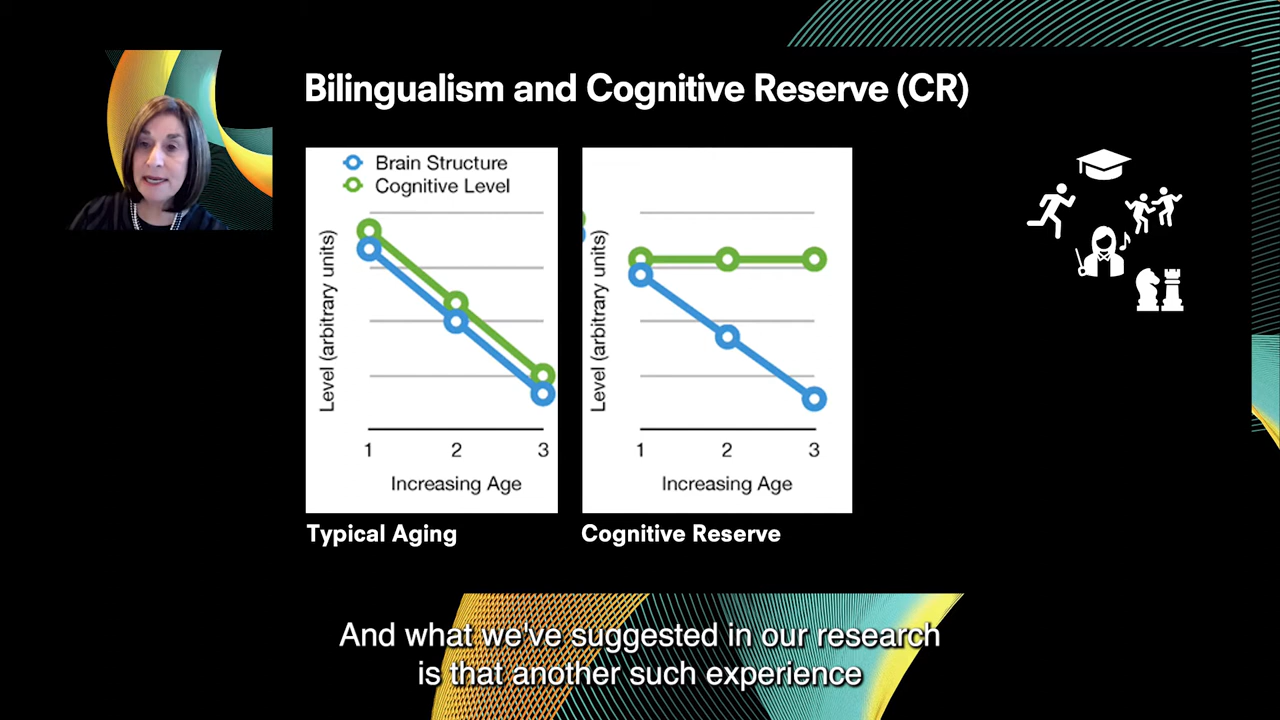 Bilingualism and Cognitive Reserve (CR)
Brain Structure
Cognitive Level
Level (arbitrary units)
1 2 3
Increasing Age
Typical Aging
Level (arbitrary units)
1 2 3
Increasing Age
Cognitive Reserve
And what we've suggested in our research
is that another such experience